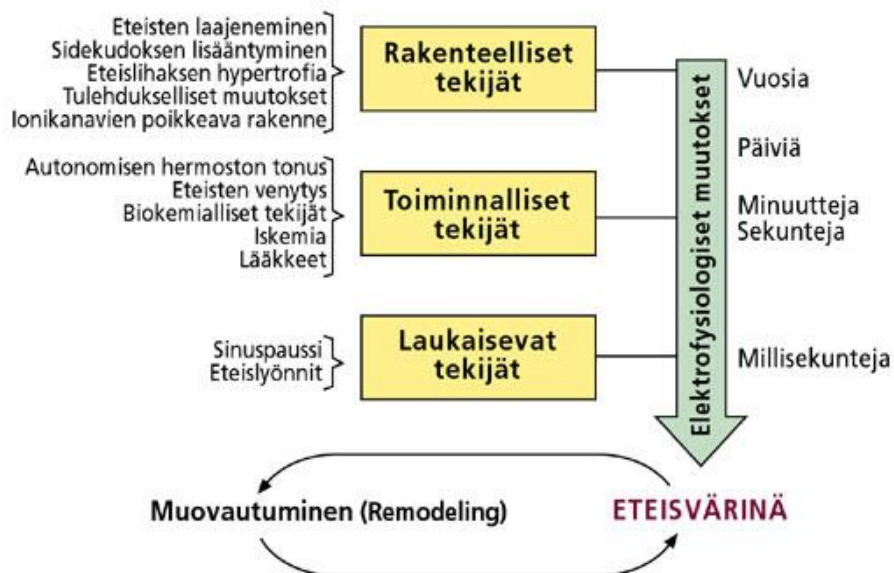 Eteisten laajeneminen
Sidekudoksen lisääntyminen
Eteislihaksen hypertrofia
Tulehdukselliset muutokset
Ionikanavien poikkeava rakenne
Rakenteelliset
tekijät
Vuosia
Päiviä
Autonomisen hermoston tonus
Eteisten venytys
Biokemialliset tekijät
Iskemia
Lääkkeet
Toiminnalliset
tekijät
Minuutteja
Sekunteja
Sinuspaussi
Eteislyönnit
Laukaisevat
tekijät
Millisekunteja
Elektrofysiologiset muutokset
Muovautuminen (Remodeling)
ETEISVÄRINÄ